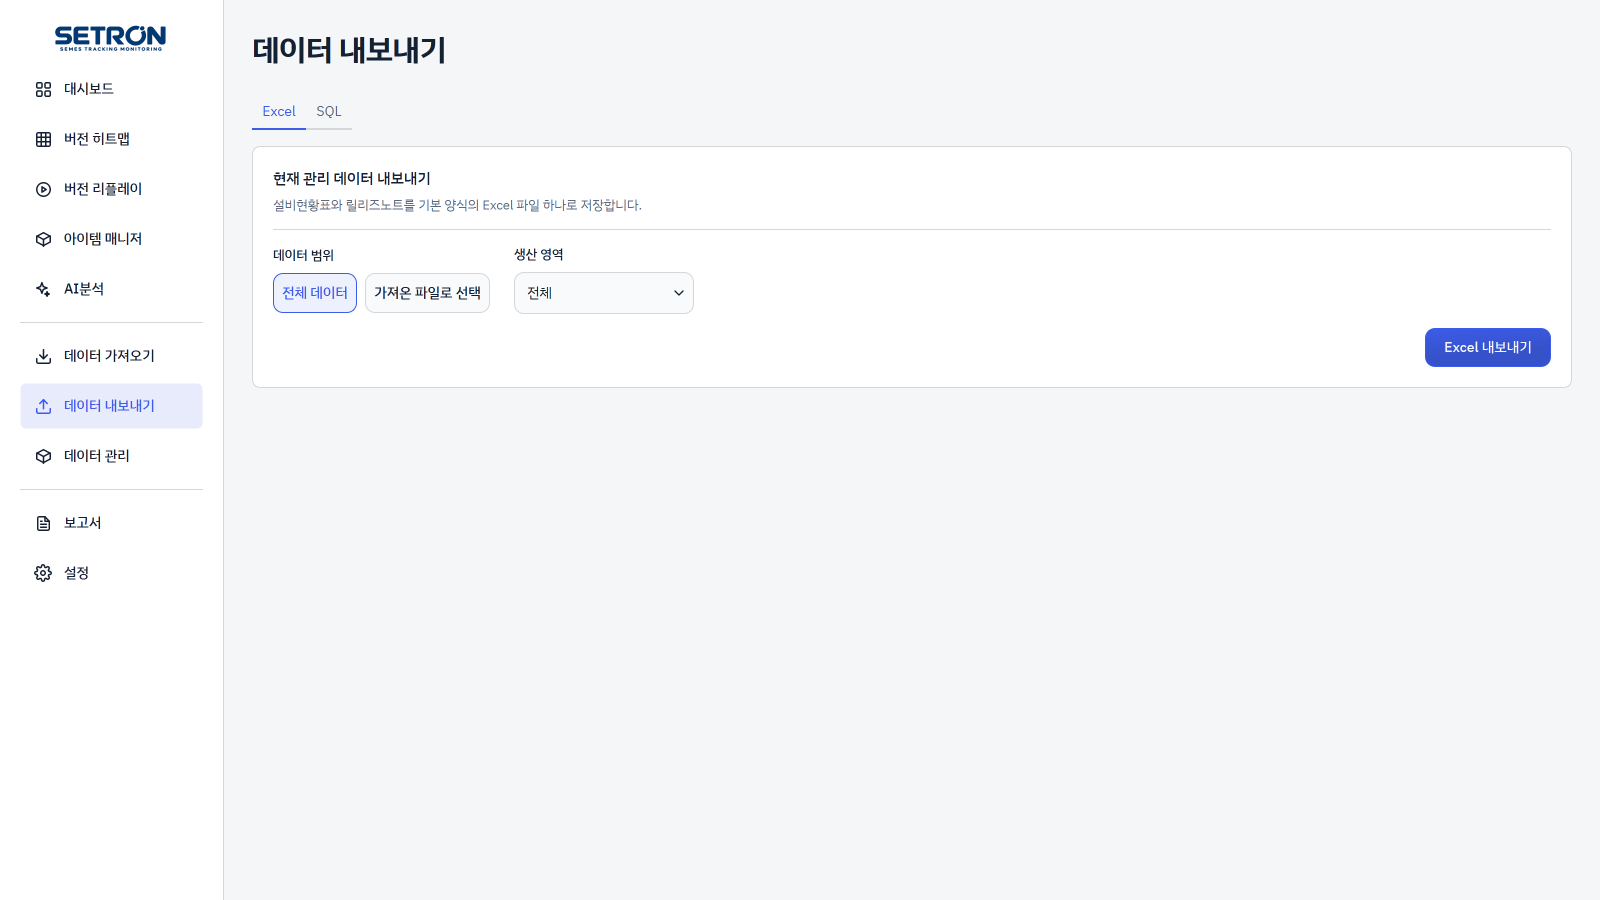 SETRON
SEMES TRACKING MONITORING
대시보드
버전 히트맵
버전 리플레이
아이템 매니저
AI분석
데이터 가져오기
데이터 내보내기
데이터 관리
보고서
설정
데이터 내보내기
Excel SQL
현재 관리 데이터 내보내기
설비현황표와 릴리즈노트를 기본 양식의 Excel 파일 하나로 저장합니다.
데이터 범위 생산 영역
전체 데이터 가져온 파일로 선택 전체
Excel 내보내기